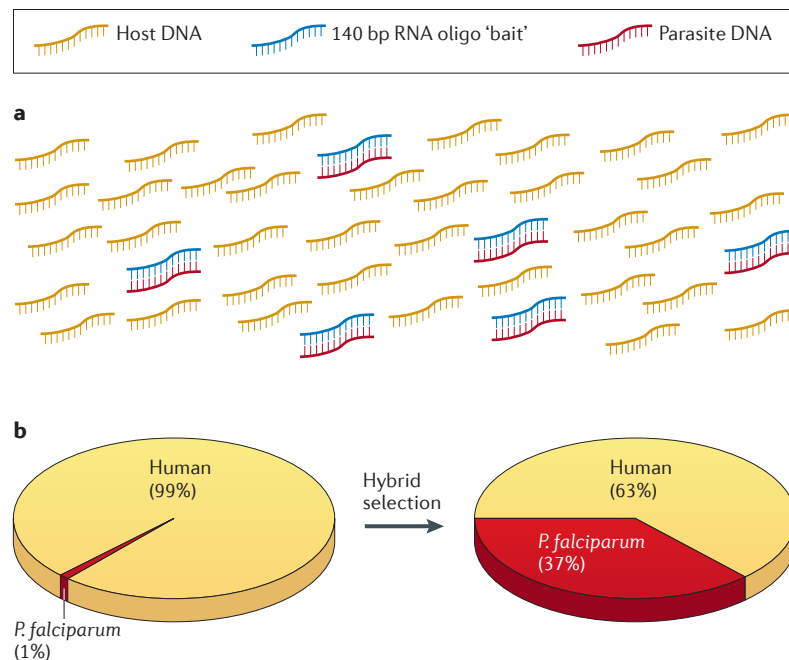 Host DNA
140 bp RNA oligo ‘bait’
Parasite DNA
a
b
Human
(99%)
Hybrid
selection
Human
(63%)
P. falciparum
(37%)
P. falciparum
(1%)